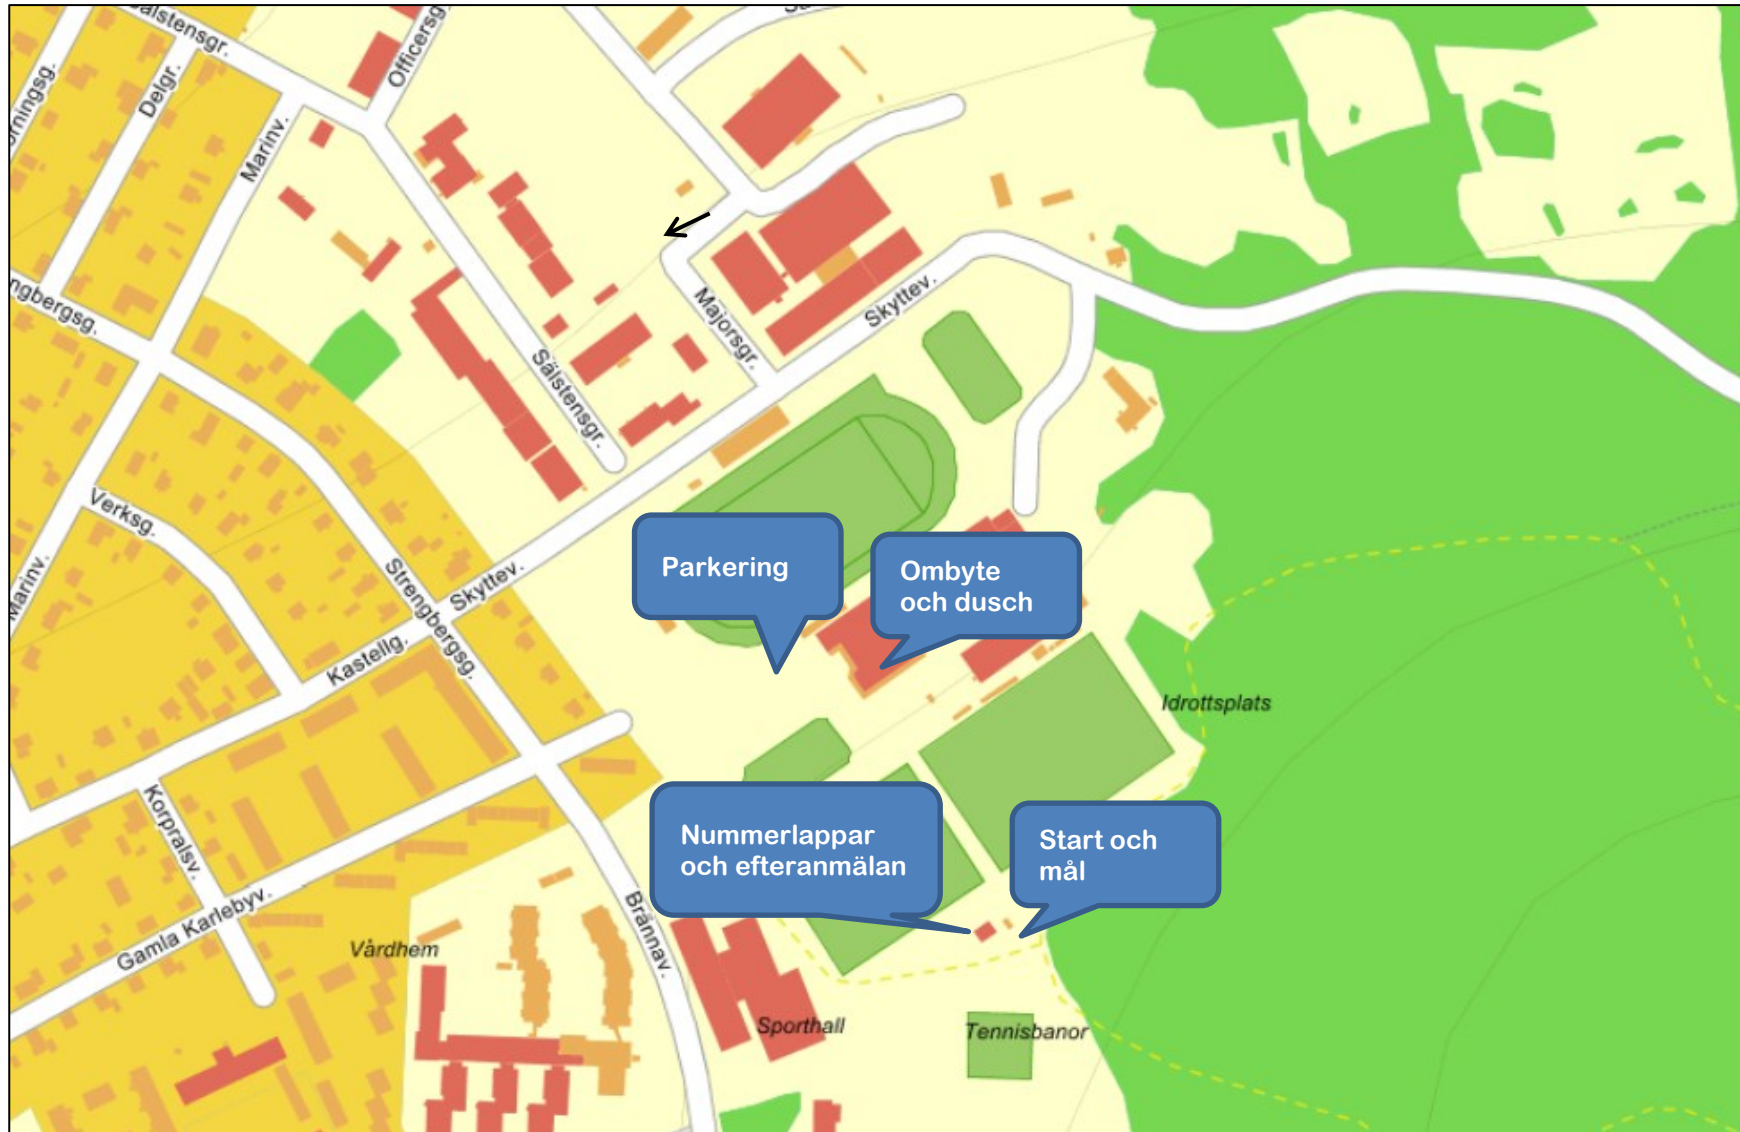 Sälstensgr.
Officersg.
Delgr.
Marinv.
Majorsgr.
Skyttev.
Sälstensgr.
Verksg.
Marinv.
Strengbergsg.
Skyttev.
Kastellg.
Parkering
Ombyte
och dusch
Idrottsplats
Korpralsv.
Nummerlappar
och efteranmälan
Start och
mål
Gamla Karlebyv.
Brännav.
Vårdhem
Sporthall
Tennisbanor